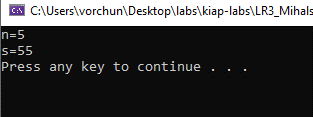 C:\Users\vorchun\Desktop\labs\kiap-labs\LR3_Mihals
n=5
s=55
Press any key to continue . . .